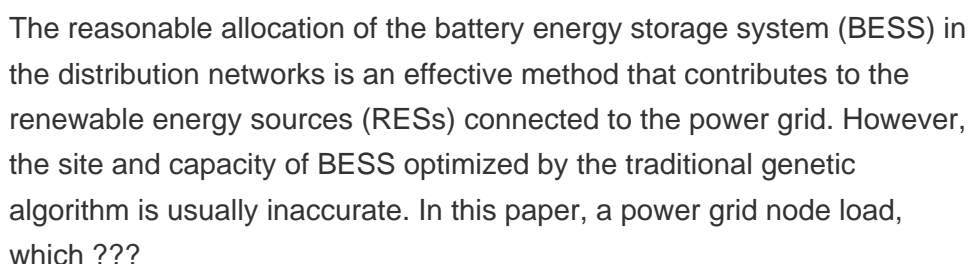 The reasonable allocation of the battery energy storage system (BESS) in
the distribution networks is an effective method that contributes to the
renewable energy sources (RESs) connected to the power grid. However,
the site and capacity of BESS optimized by the traditional genetic
algorithm is usually inaccurate. In this paper, a power grid node load,
which ???